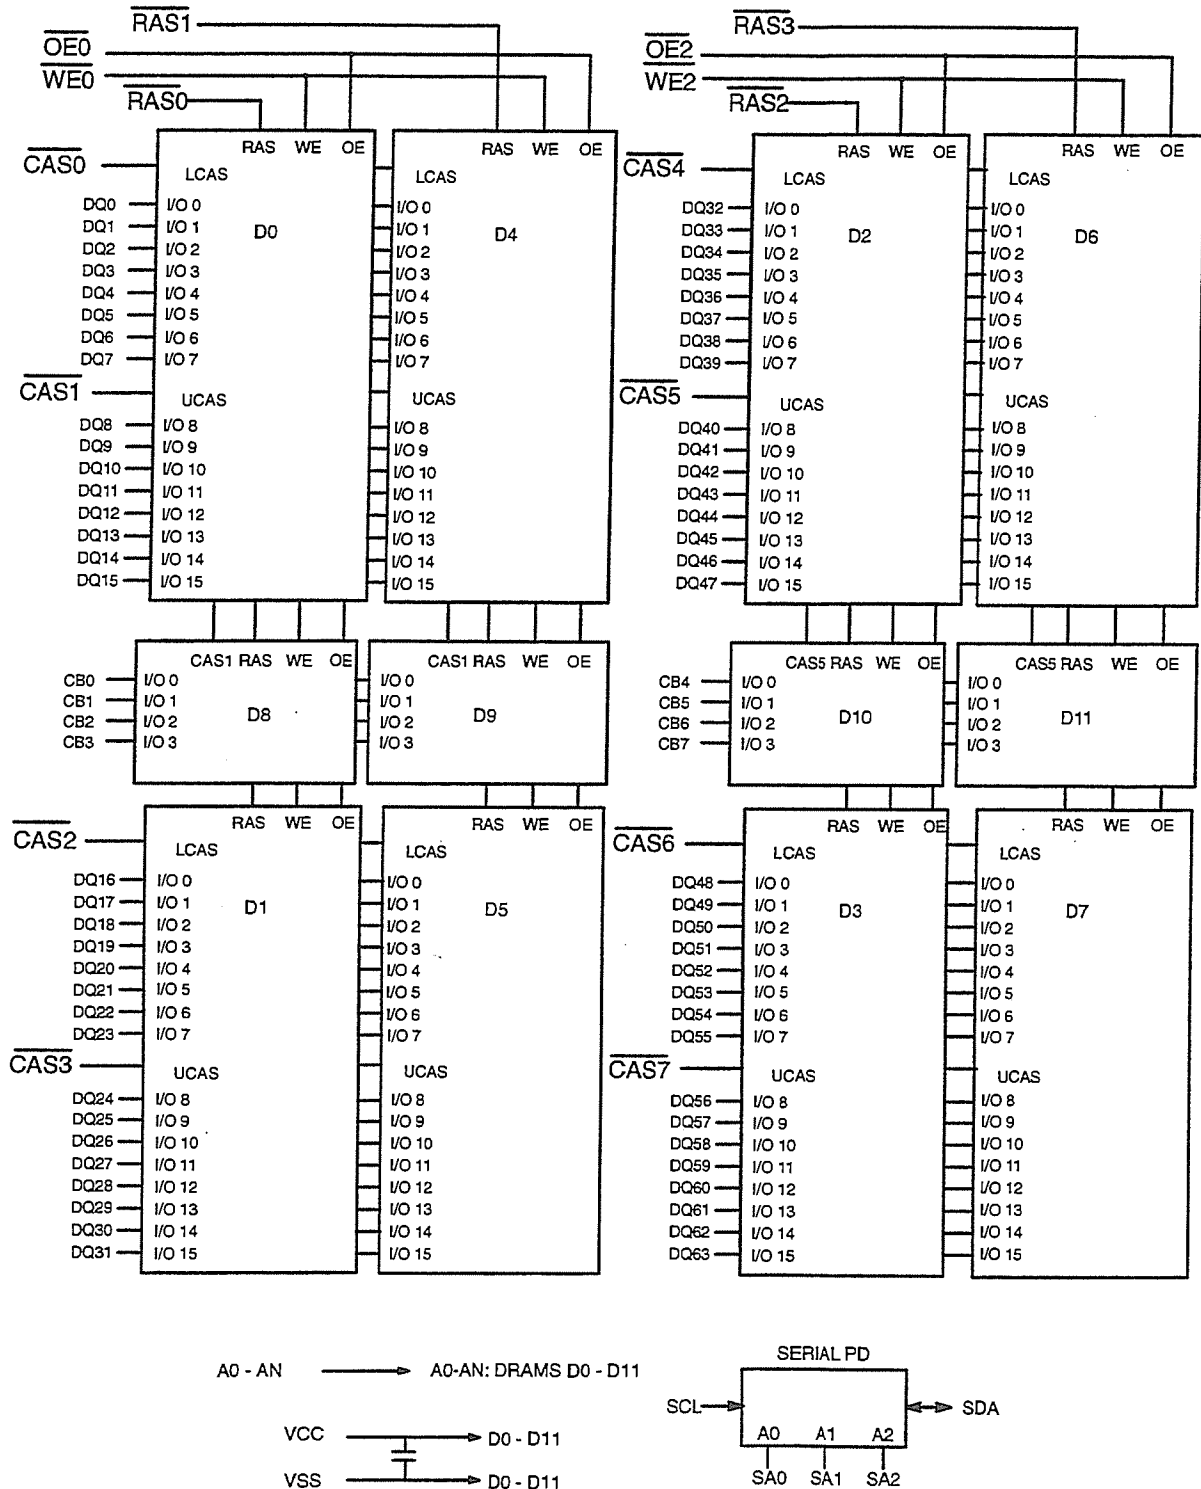 RAS1 RAS3
OE0 OE2
WE0 WE2
RAS0 RAS2
RAS WE OE RAS WE OE RAS WE OE RAS WE OE
CAS0 LCAS LCAS CAS4 LCAS LCAS
DQ0 I/O 0 I/O 0 DQ32 I/O 0 I/O 0
DQ1 I/O 1 D0 I/O 1 D4 DQ33 I/O 1 D2 I/O 1 D6
DQ2 I/O 2 I/O 2 DQ34 I/O 2 I/O 2
DQ3 I/O 3 I/O 3 DQ35 I/O 3 I/O 3
DQ4 I/O 4 I/O 4 DQ36 I/O 4 I/O 4
DQ5 I/O 5 I/O 5 DQ37 I/O 5 I/O 5
DQ6 I/O 6 I/O 6 DQ38 I/O 6 I/O 6
DQ7 I/O 7 I/O 7 DQ39 I/O 7 I/O 7
CAS1 UCAS UCAS CAS5 UCAS UCAS
DQ8 I/O 8 I/O 8 DQ40 I/O 8 I/O 8
DQ9 I/O 9 I/O 9 DQ41 I/O 9 I/O 9
DQ10 I/O 10 I/O 10 DQ42 I/O 10 I/O 10
DQ11 I/O 11 I/O 11 DQ43 I/O 11 I/O 11
DQ12 I/O 12 I/O 12 DQ44 I/O 12 I/O 12
DQ13 I/O 13 I/O 13 DQ45 I/O 13 I/O 13
DQ14 I/O 14 I/O 14 DQ46 I/O 14 I/O 14
DQ15 I/O 15 I/O 15 DQ47 I/O 15 I/O 15
CAS1 RAS WE OE CAS1 RAS WE OE CAS5 RAS WE OE CAS5 RAS WE OE
CB0 I/O 0 I/O 0 CB4 I/O 0 I/O 0
CB1 I/O 1 I/O 1 CB5 I/O 1 I/O 1
CB2 I/O 2 D8 I/O 2 D9 CB6 I/O 2 D10 I/O 2 D11
CB3 I/O 3 I/O 3 CB7 I/O 3 I/O 3
RAS WE OE RAS WE OE RAS WE OE RAS WE OE
CAS2 LCAS LCAS CAS6 LCAS LCAS
DQ16 I/O 0 I/O 0 DQ48 I/O 0 I/O 0
DQ17 I/O 1 D1 I/O 1 D5 DQ49 I/O 1 D3 I/O 1 D7
DQ18 I/O 2 I/O 2 DQ50 I/O 2 I/O 2
DQ19 I/O 3 I/O 3 DQ51 I/O 3 I/O 3
DQ20 I/O 4 I/O 4 DQ52 I/O 4 I/O 4
DQ21 I/O 5 I/O 5 DQ53 I/O 5 I/O 5
DQ22 I/O 6 I/O 6 DQ54 I/O 6 I/O 6
DQ23 I/O 7 I/O 7 DQ55 I/O 7 I/O 7
CAS3 UCAS UCAS CAS7 UCAS UCAS
DQ24 I/O 8 I/O 8 DQ56 I/O 8 I/O 8
DQ25 I/O 9 I/O 9 DQ57 I/O 9 I/O 9
DQ26 I/O 10 I/O 10 DQ58 I/O 10 I/O 10
DQ27 I/O 11 I/O 11 DQ59 I/O 11 I/O 11
DQ28 I/O 12 I/O 12 DQ60 I/O 12 I/O 12
DQ29 I/O 13 I/O 13 DQ61 I/O 13 I/O 13
DQ30 I/O 14 I/O 14 DQ62 I/O 14 I/O 14
DQ31 I/O 15 I/O 15 DQ63 I/O 15 I/O 15
SERIAL PD
A0 - AN A0-AN: DRAMS D0 - D11
SCL SDA
VCC D0 - D11 A0 A1 A2
VSS D0 - D11 SA0 SA1 SA2